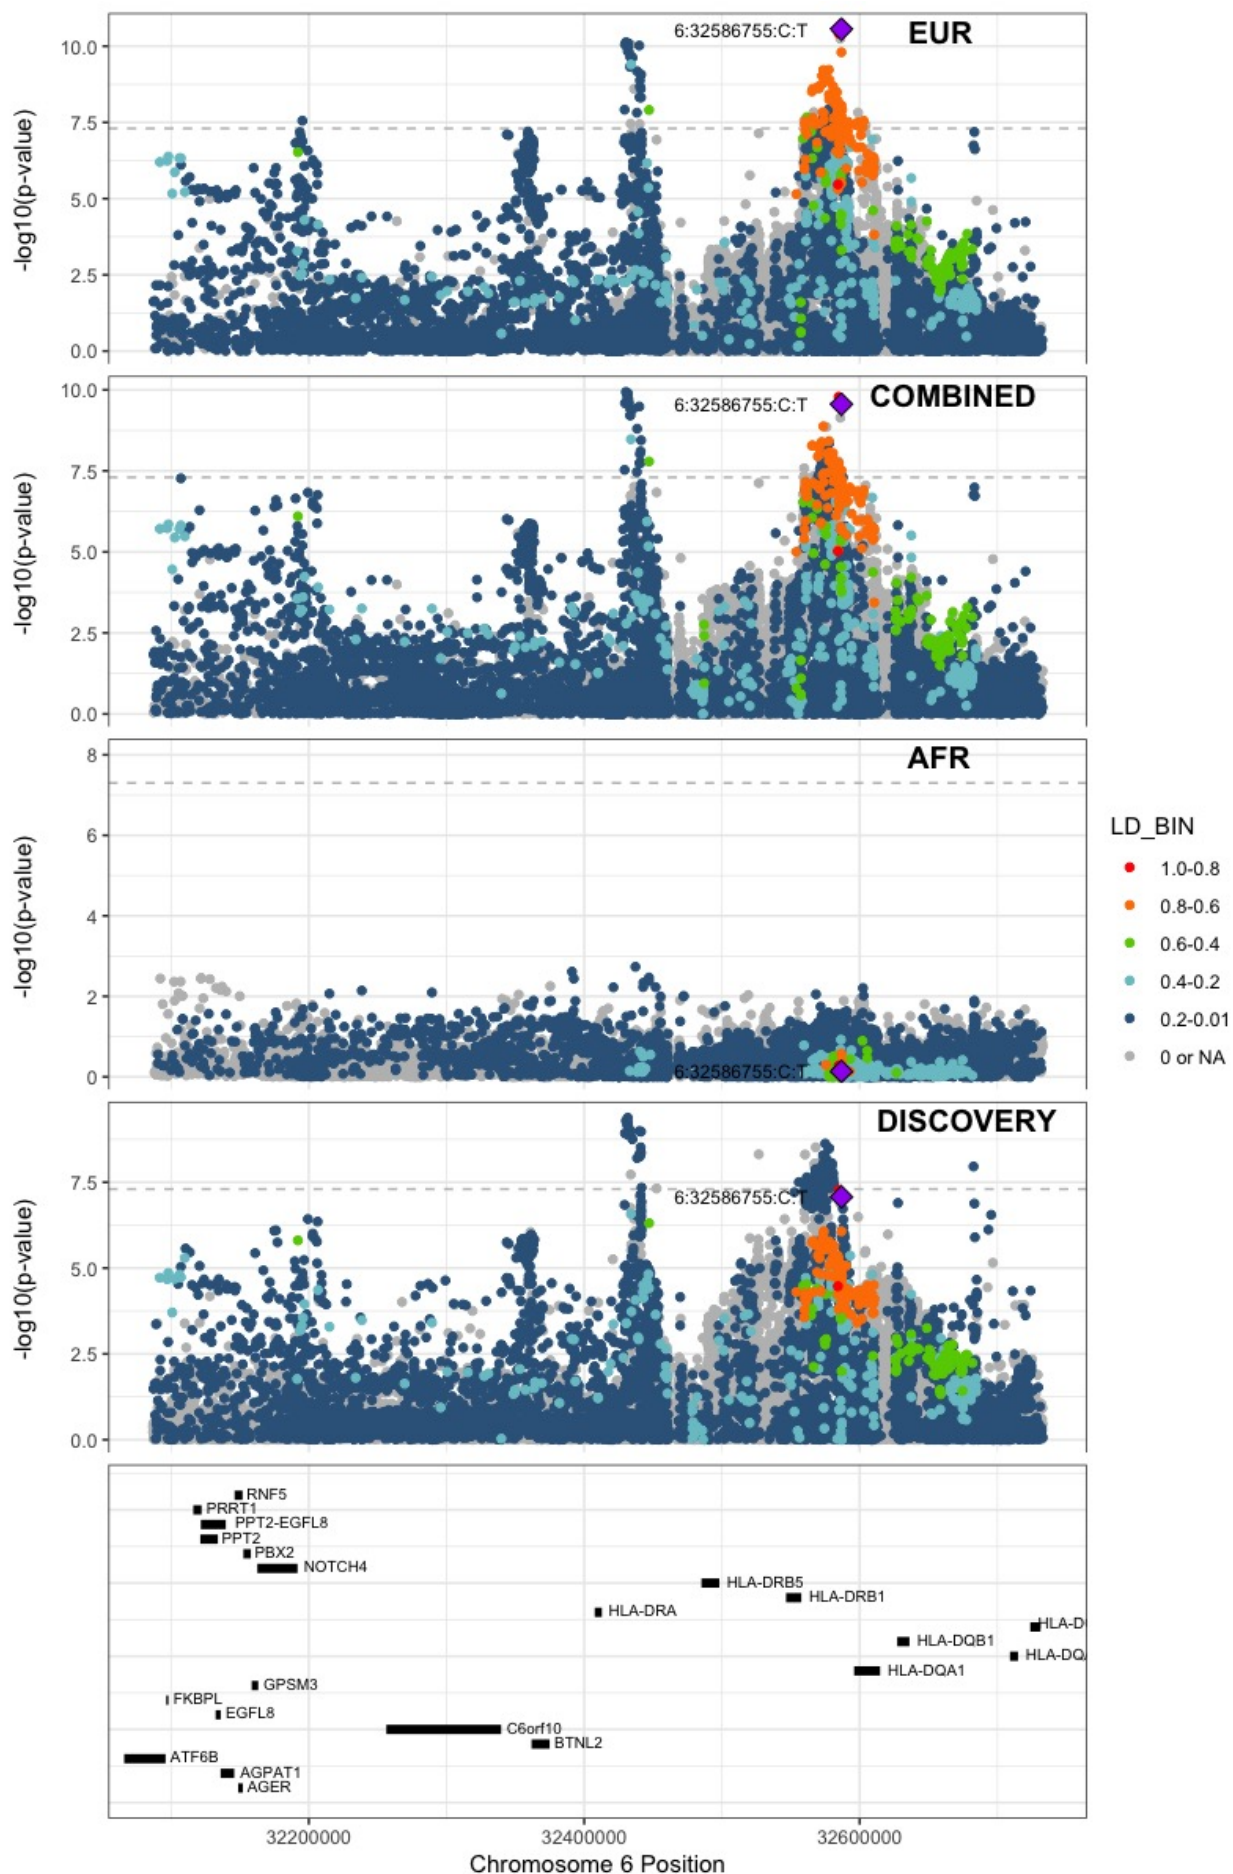 EUR
6:32586755:C:T
10.0
7.5
5.0
2.5
0.0
-log10(p-value)
COMBINED
6:32586755:C:T
10.0
7.5
5.0
2.5
0.0
-log10(p-value)
AFR
8
6
4
2
0
6:32586755:C:T
-log10(p-value)
LD_BIN
1.0-0.8
0.8-0.6
0.6-0.4
0.4-0.2
0.2-0.01
0 or NA
DISCOVERY
7.5
6:32586755:C:T
5.0
2.5
0.0
-log10(p-value)
RNF5
PRRT1
PPT2-EGFL8
PPT2
PBX2
NOTCH4
HLA-DRB5
HLA-DRB1
HLA-DRA
HLA-D
HLA-DQB1
HLA-DQA
HLA-DQA1
GPSM3
FKBPL
EGFL8
C6orf10
BTNL2
ATF6B
AGPAT1
AGER
32200000 32400000 32600000
Chromosome 6 Position